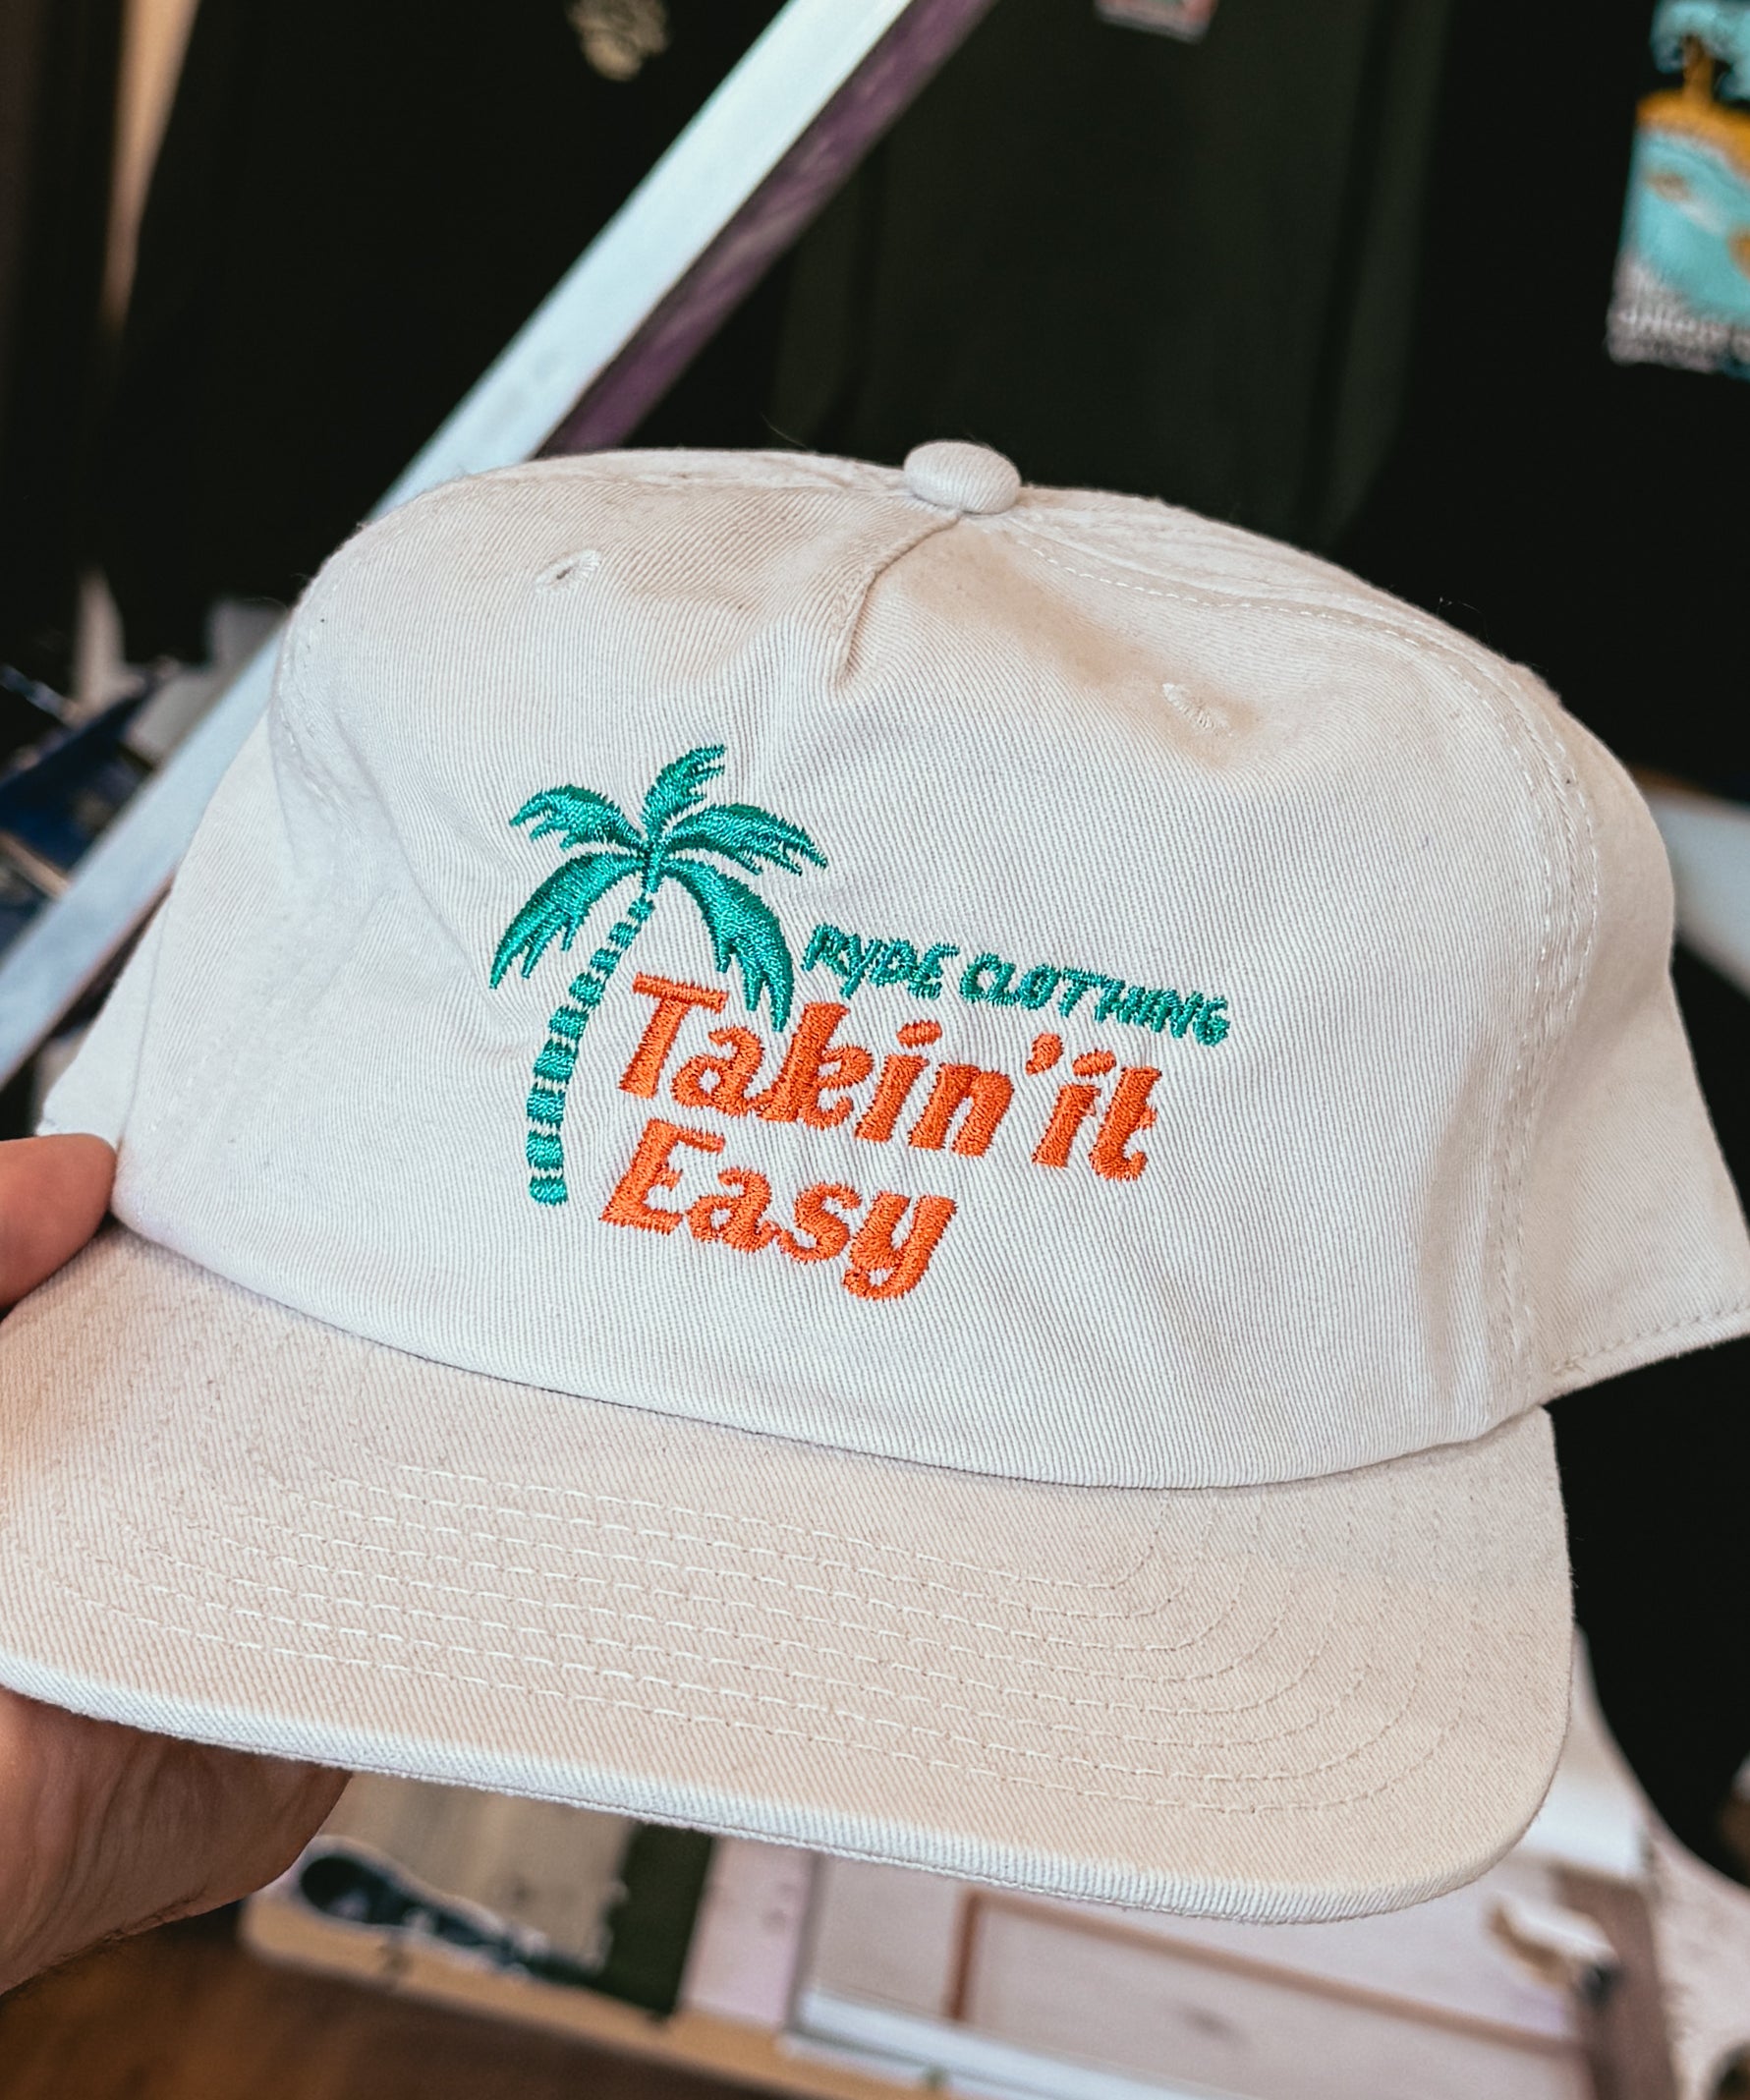 RYDE CLOTHING
Takin' it
Easy